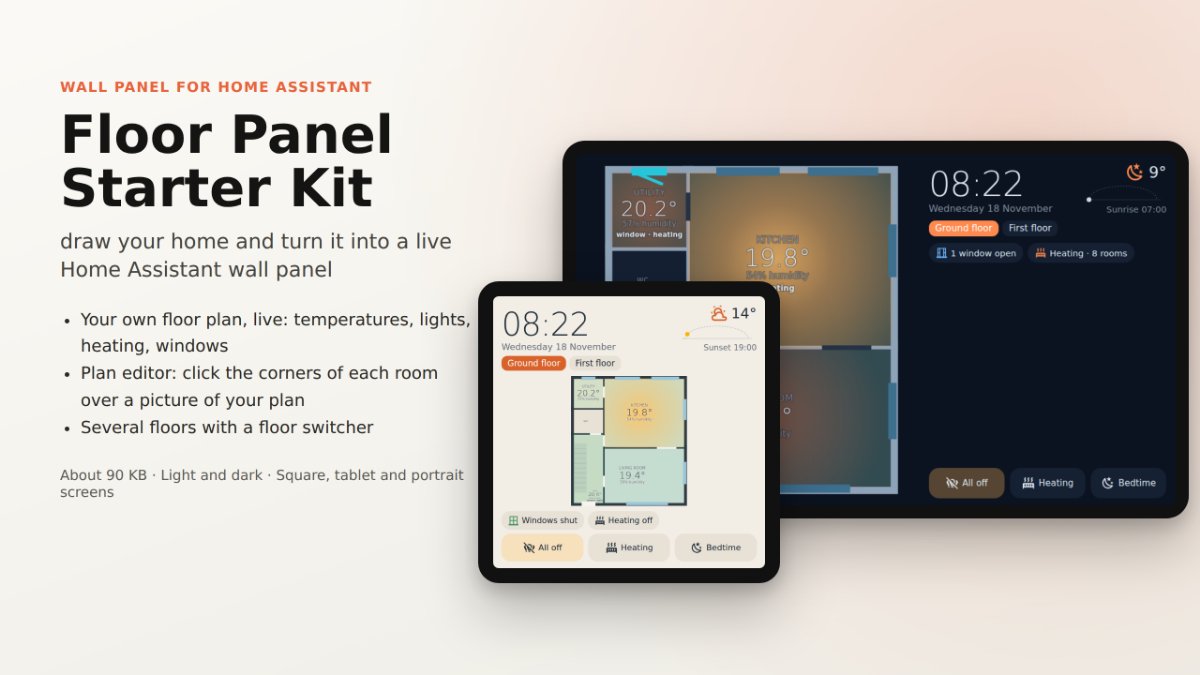 WALL PANEL FOR HOME ASSISTANT
Floor Panel
Starter Kit
draw your home and turn it into a live
Home Assistant wall panel
• Your own floor plan, live: temperatures, lights,
heating, windows
• Plan editor: click the corners of each room
over a picture of your plan
• Several floors with a floor switcher
About 90 KB · Light and dark · Square, tablet and portrait
screens
UTILITY
20.2°
57% humidity
window · heating
WC
KITCHEN
19.8°
54% humidity
08:22
Wednesday 18 November
9°
Sunrise 07:00
Ground floor
First floor
1 window open
Heating · 8 rooms
All off
Heating
Bedtime
08:22
Wednesday 18 November
14°
Sunset 19:00
Ground floor
First floor
20.2°
KITCHEN
19.8°
LIVING ROOM
19.4°
Windows shut
Heating off
All off
Heating
Bedtime